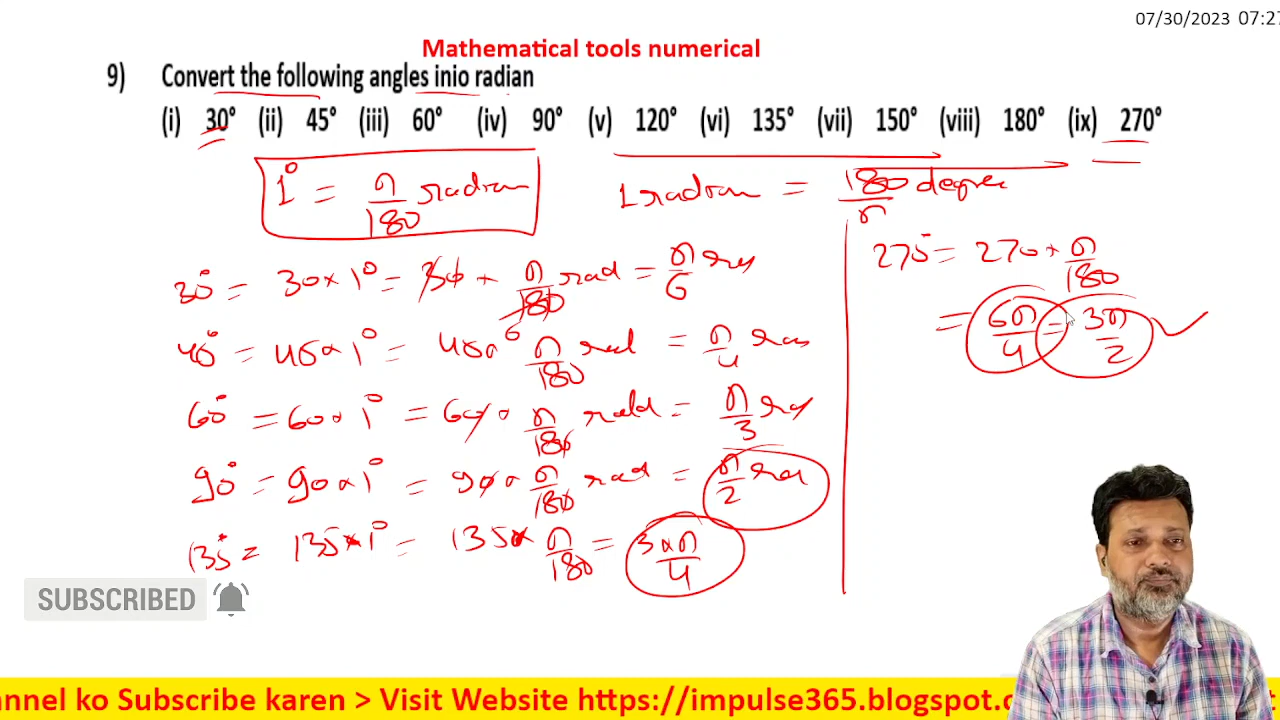 07/30/2023 07:27
Mathematical tools numerical
9) Convert the following angles inio radian
(i) 30° (ii) 45° (iii) 60° (iv) 90° (v) 120° (vi) 135° (vii) 150° (viii) 180° (ix) 270°
1° = π/180 radian
1 radian = 180/π degree
30° = 30×1° = 30 × π/180 rad = π/6 rad
45° = 45×1° = 45× π/180 rad = π/4 rad
60° = 60×1° = 60× π/180 rad = π/3 rad
90° = 90×1° = 90× π/180 rad = π/2 rad
135° = 135×1° = 135× π/180 = 3×π/4
270° = 270× π/180
= 6π/4 = 3π/2
SUBSCRIBED
annel ko Subscribe karen > Visit Website https://impulse365.blogspot.c